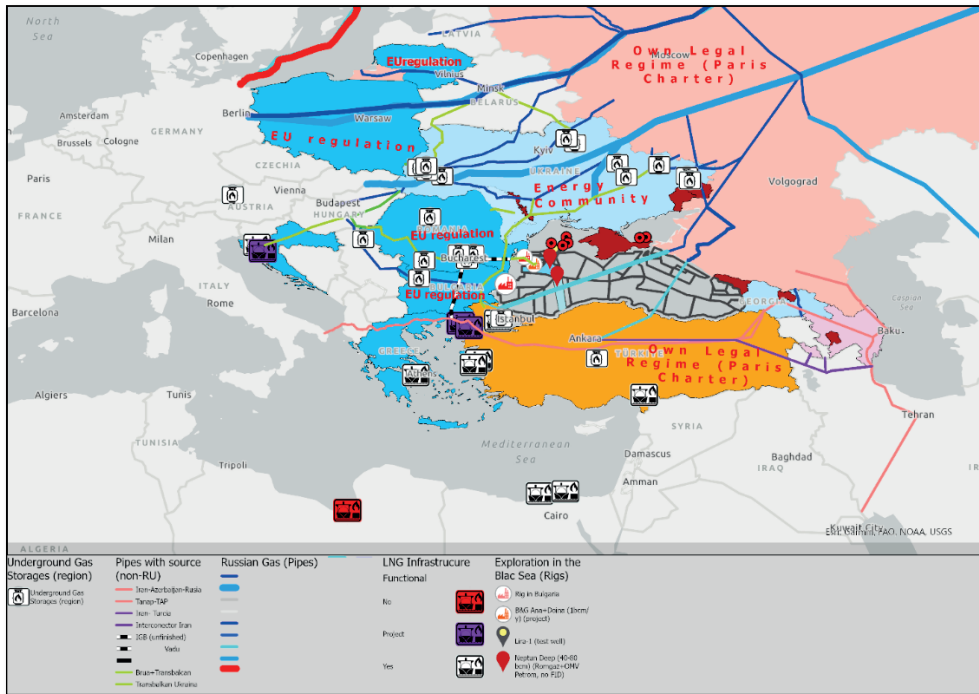 North
Sea
LATVIA
Copenhagen
EUregulation
Vilnius
Moscow
Own Legal
Regime (Paris
Charter)
Minsk
BELARUS
Amsterdam
Berlin
Warsaw
GERMANY
Brussels
Cologne
EU regulation
Kyiv
UKRAINE
CZECHIA
Paris
Vienna
Energy
Community
Volgograd
AUSTRIA
Budapest
HUNGARY
FRANCE
Milan
ROMANIA
EU regulation
Bucharest
ITALY
BULGARIA
EU regulation
Rome
Barcelona
Istanbul
GEORGIA
Caspian
Sea
Baku
Ankara
GREECE
TÜRKIYE
Own Legal
Regime (Paris
Charter)
Athens
Algiers
Tunis
Tehran
TUNISIA
Mediterranean
Sea
SYRIA
Damascus
Baghdad
IRAQ
Tripoli
Amman
Cairo
Kuwait City
Esri, Garmin, FAO, NOAA, USGS
ALGERIA
Underground Gas
Storages (region)
Underground Gas
Storages (region)
Pipes with source
(non-RU)
Iran-Azerbaijan-Rusia
Tanap-TAP
Iran- Turcia
Interconector Iran
IGB (unfinished)
Vadu
Brua+Transbalcan
Transbalkan Ukraine
Russian Gas (Pipes)
LNG Infrastrucure
Functional
No
Project
Yes
Exploration in the
Blac Sea (Rigs)
Rig in Bulgaria
B&G Ana+Doina (1bcm/
y) (project)
Lira-1 (test well)
Neptun Deep (40-80
bcm) (Romgaz+OMV
Petrom, no FID)